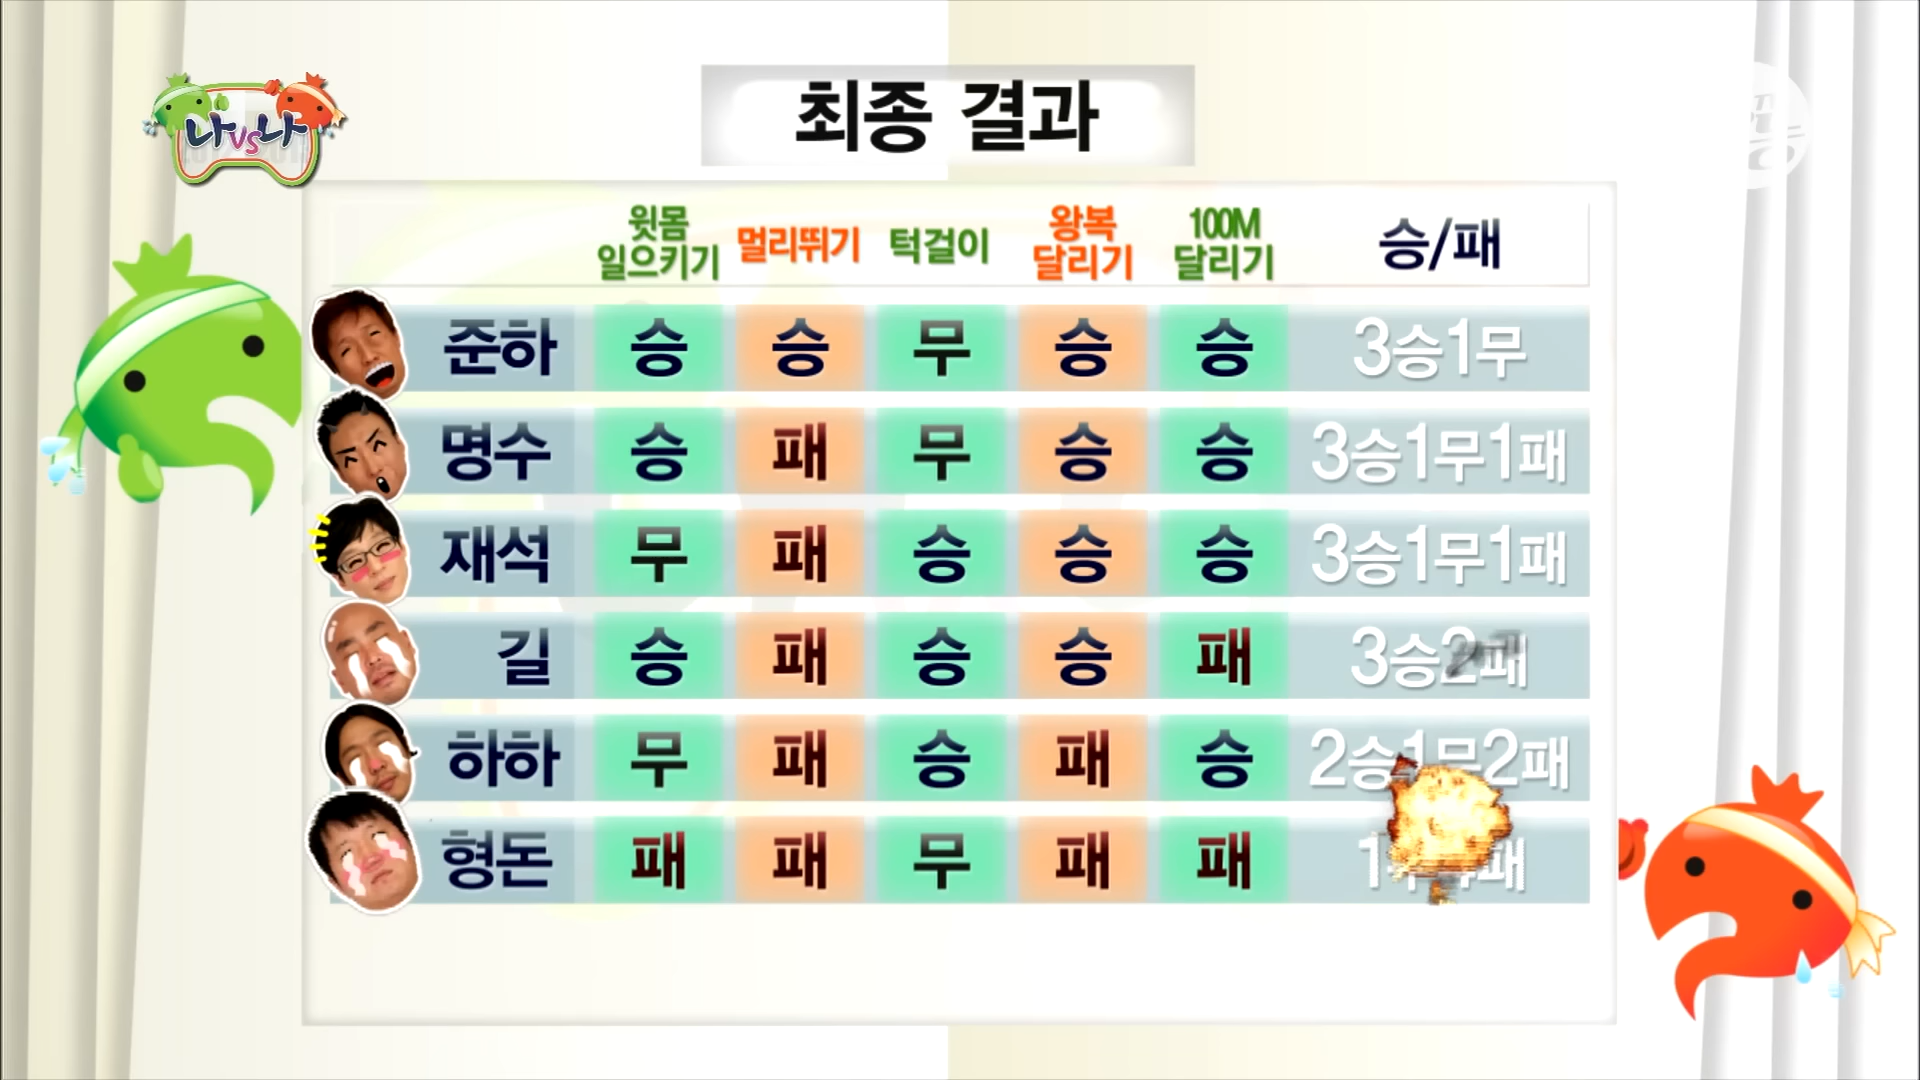 나 vs 나
최종 결과
윗몸
일으키기
멀리뛰기
턱걸이
왕복
달리기
100M
달리기
승/패
준하 승 승 무 승 승 3승1무
명수 승 패 무 승 승 3승1무1패
재석 무 패 승 승 승 3승1무1패
길 승 패 승 승 패 3승2패
하하 무 패 승 패 승 2승1무2패
형돈 패 패 무 패 패 1 패